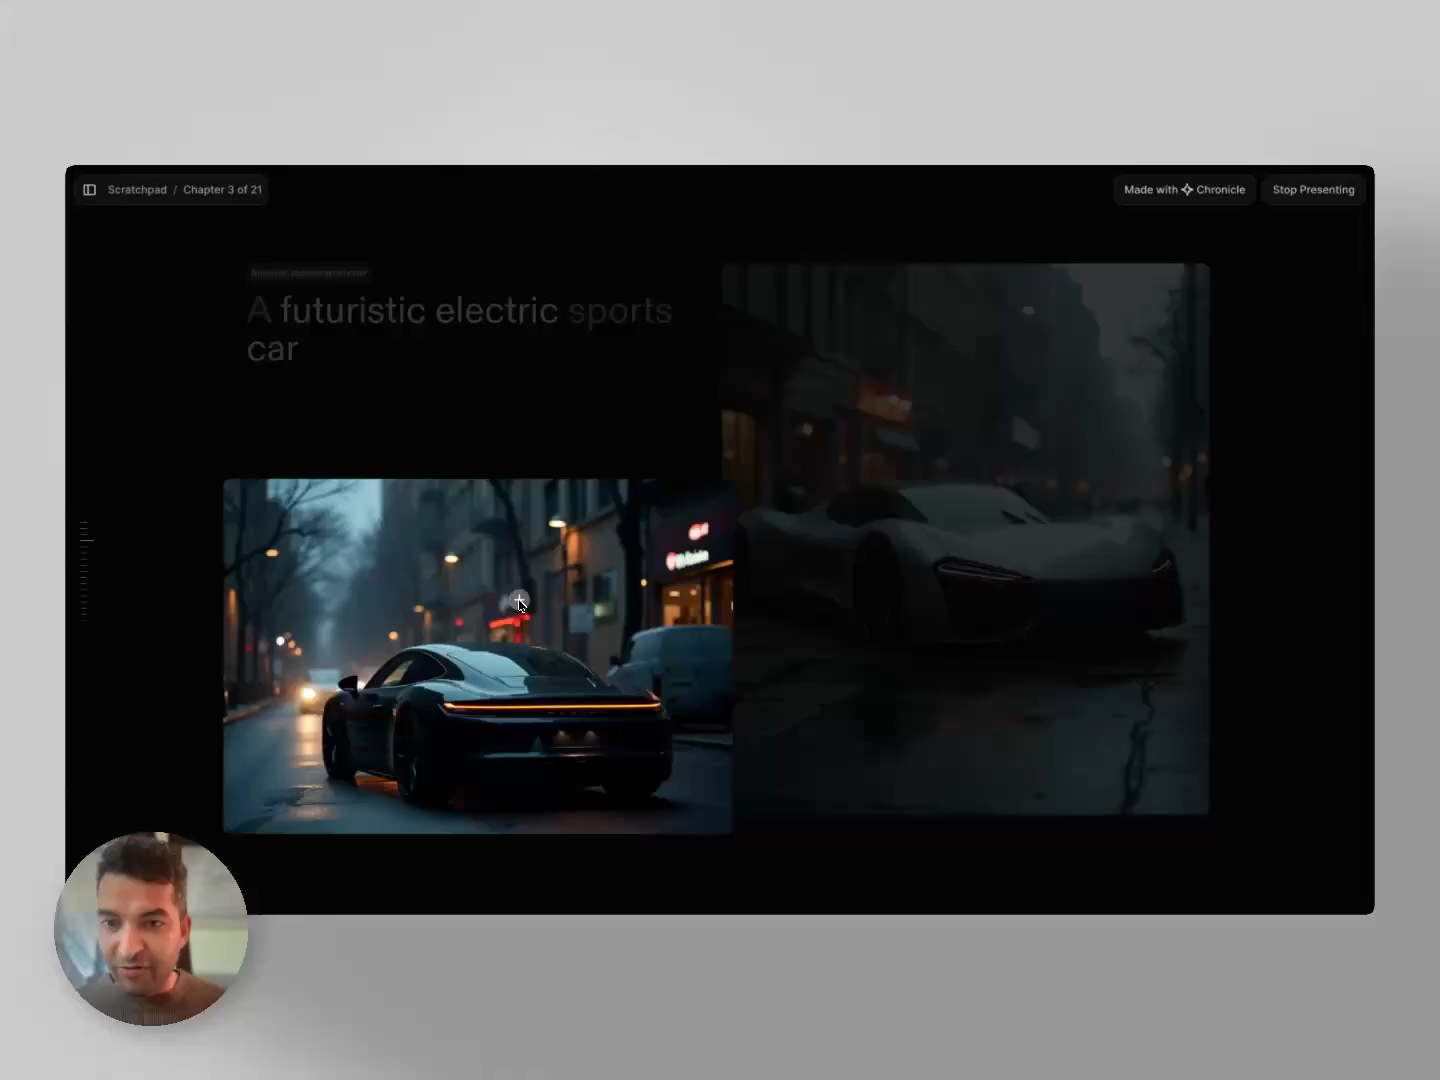 Scratchpad / Chapter 3 of 21
Made with Chronicle
Stop Presenting
A futuristic electric sports
car